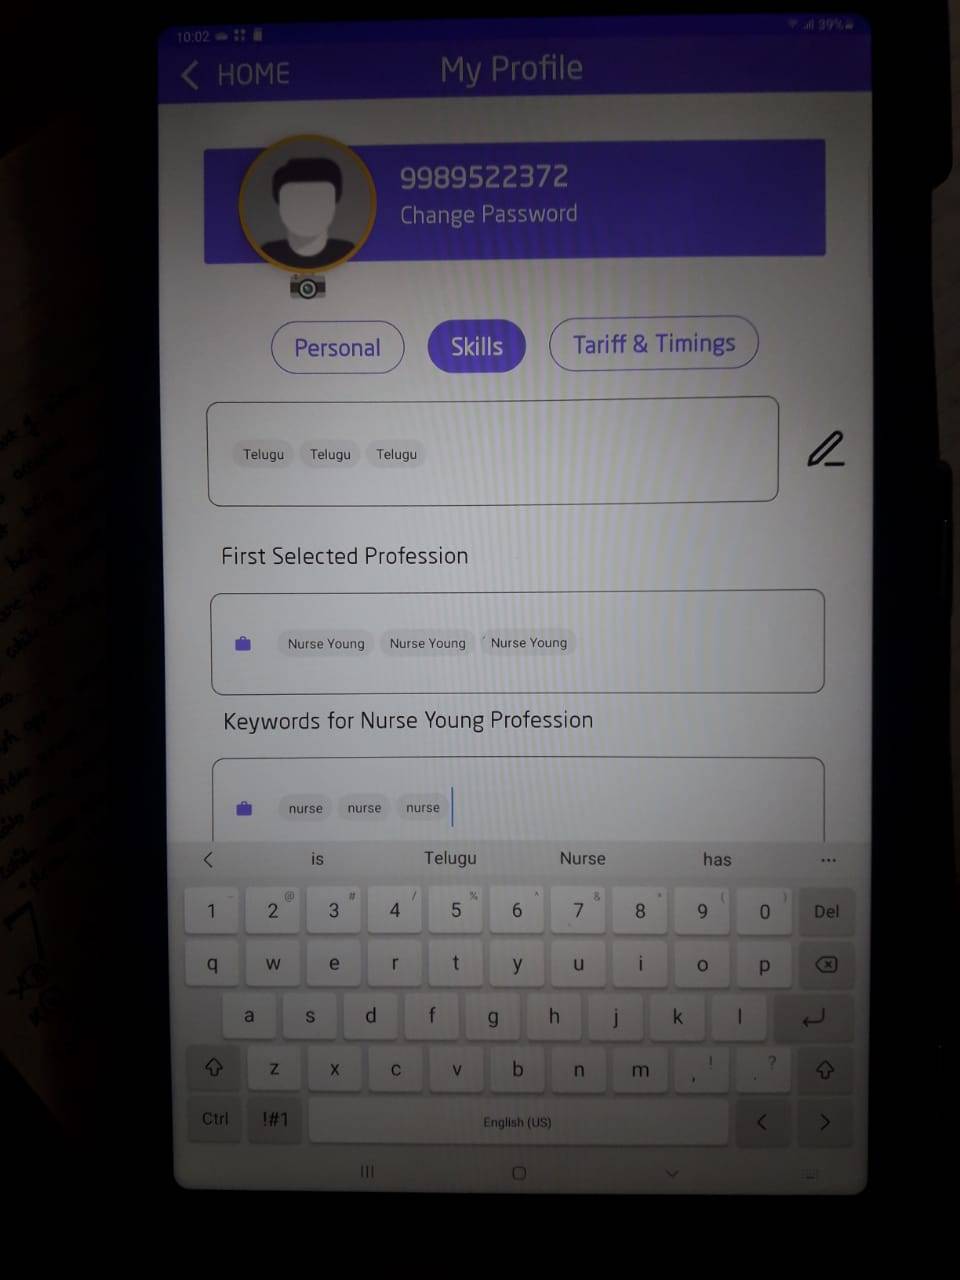 10:02 39%
HOME My Profile
9989522372
Change Password
Personal Skills Tariff & Timings
Telugu Telugu Telugu
First Selected Profession
Nurse Young Nurse Young Nurse Young
Keywords for Nurse Young Profession
nurse nurse nurse
is Telugu Nurse has ...
1 2 @ 3 # 4 / 5 % 6 ^ 7 & 8 * 9 ( 0 ) Del
q w e r t y u i o p
a s d f g h j k l
z x c v b n m , ! . ?
Ctrl !#1 English (US) < >